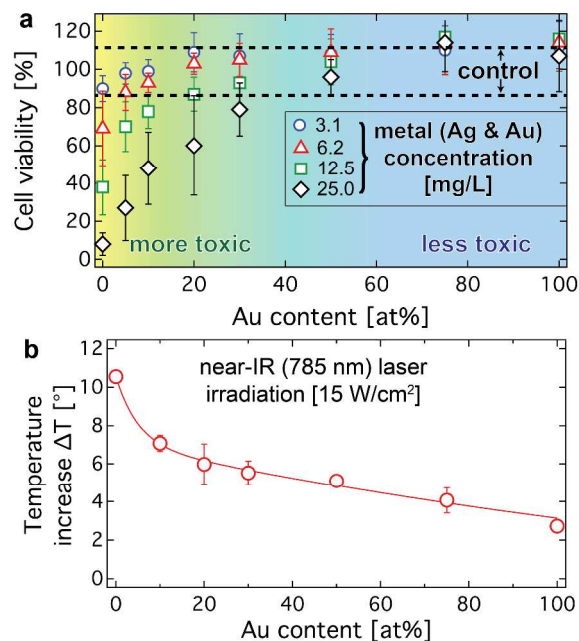 a
Cell viability [%]
120
100
80
60
40
20
0
control
3.1
6.2
12.5
25.0
metal (Ag & Au)
concentration
[mg/L]
more toxic
less toxic
0 20 40 60 80 100
Au content [at%]
b
Temperature
increase ΔT [°]
12
10
8
6
4
2
0
near-IR (785 nm) laser
irradiation [15 W/cm²]
0 20 40 60 80 100
Au content [at%]